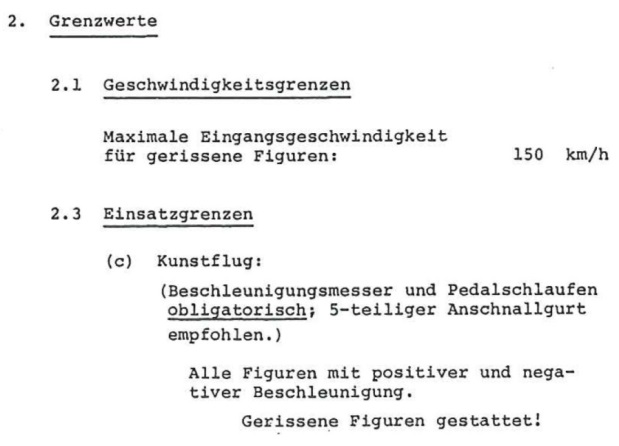 2. Grenzwerte
2.1 Geschwindigkeitsgrenzen
Maximale Eingangsgeschwindigkeit
für gerissene Figuren: 150 km/h
2.3 Einsatzgrenzen
(c) Kunstflug:
(Beschleunigungsmesser und Pedalschlaufen
obligatorisch; 5-teiliger Anschnallgurt
empfohlen.)
Alle Figuren mit positiver und nega-
tiver Beschleunigung.
Gerissene Figuren gestattet!